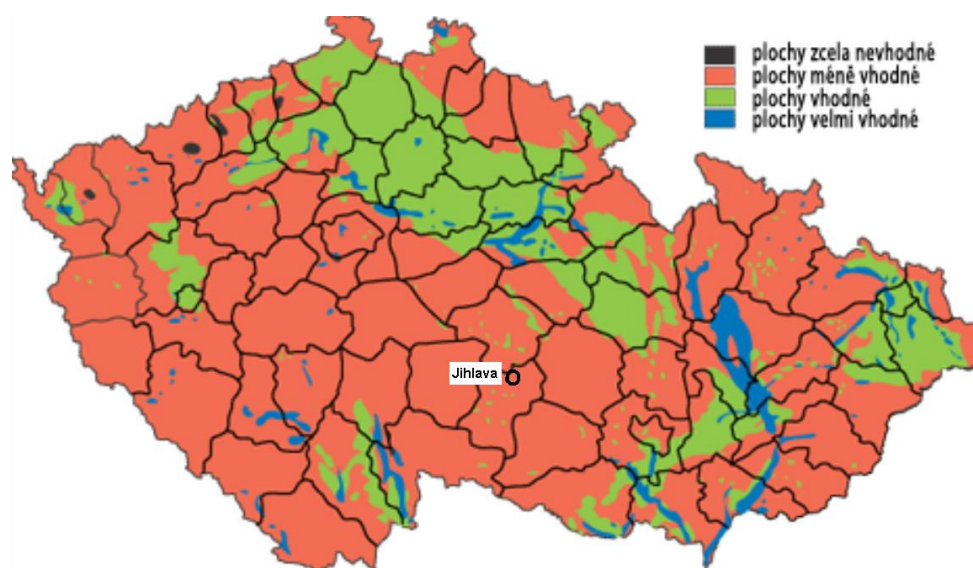 plochy zcela nevhodné
plochy méně vhodné
plochy vhodné
plochy velmi vhodné
Jihlava